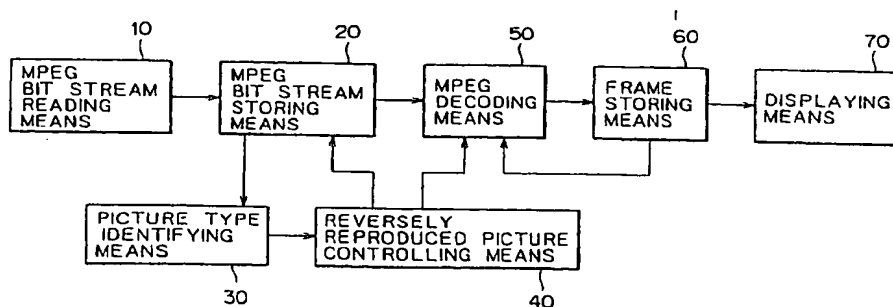 10
MPEG
BIT STREAM
READING
MEANS
20
MPEG
BIT STREAM
STORING
MEANS
50
MPEG
DECODING
MEANS
60
FRAME
STORING
MEANS
70
DISPLAYING
MEANS
PICTURE TYPE
IDENTIFYING
MEANS
30
REVERSELY
REPRODUCED PICTURE
CONTROLLING MEANS
40